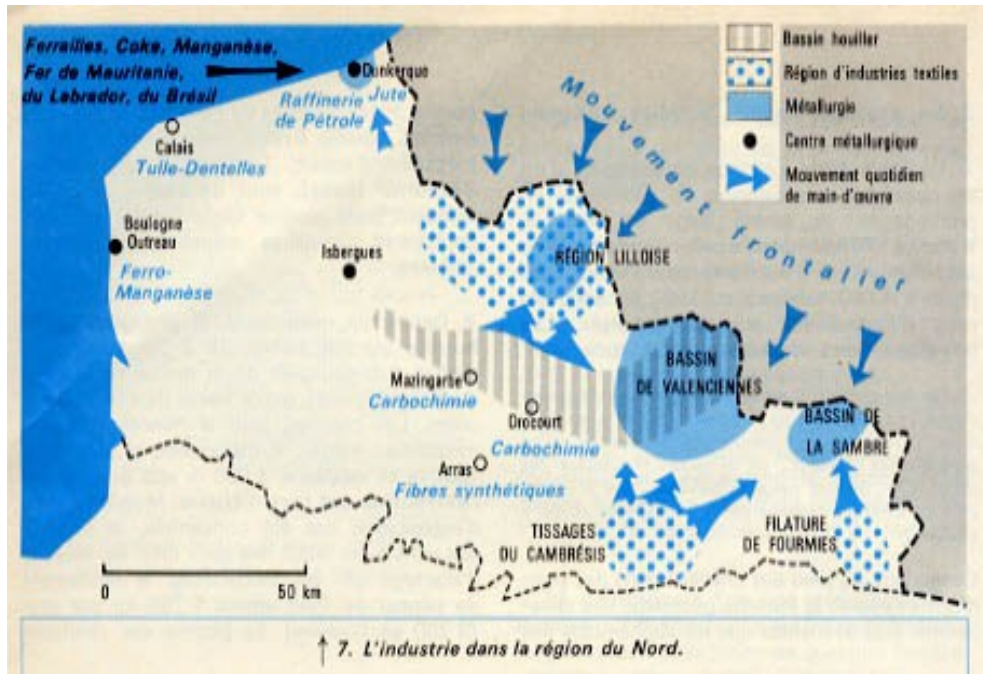 Ferrailles, Coke, Manganèse,
Fer de Mauritanie,
du Labrador, du Brésil
Dunkerque
Raffinerie
de Pétrole
Jute
Calais
Tulle-Dentelles
Boulogne
Outreau
Ferro-
Manganèse
Isbergues
Mouvement frontalier
RÉGION LILLOISE
BASSIN
DE VALENCIENNES
BASSIN DE
LA SAMBRE
Mazingarbe
Carbochimie
Drocourt
Carbochimie
Arras
Fibres synthétiques
TISSAGES
DU CAMBRÉSIS
FILATURE
DE FOURMIES
0 50 km
Bassin houiller
Région d'industries textiles
Métallurgie
Centre métallurgique
Mouvement quotidien
de main-d'œuvre
↑ 7. L'industrie dans la région du Nord.